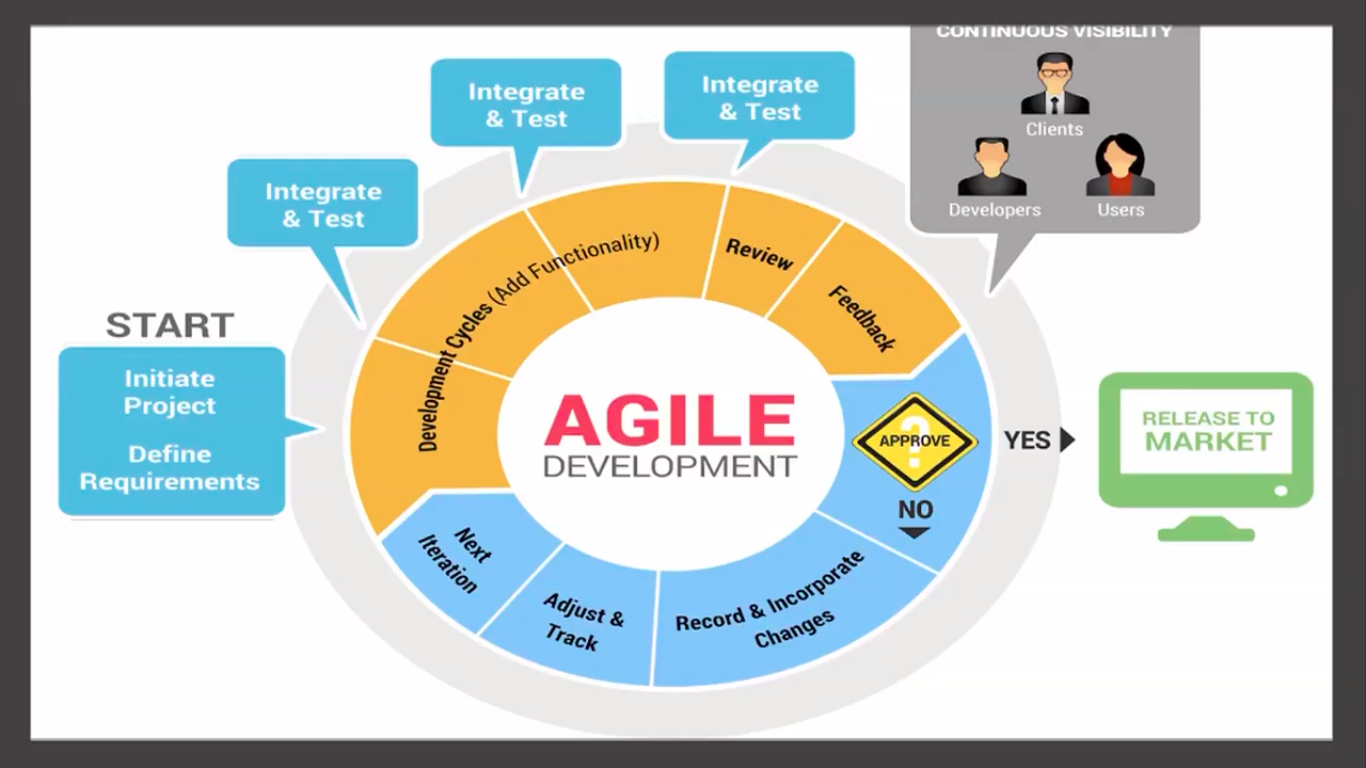 CONTINUOUS VISIBILITY
Clients
Developers
Users
Integrate
& Test
Integrate
& Test
Integrate
& Test
START
Initiate
Project
Define
Requirements
Development Cycles (Add Functionality)
Review
Feedback
AGILE
DEVELOPMENT
?
APPROVE
YES
NO
RELEASE TO
MARKET
Record & Incorporate
Changes
Adjust &
Track
Next
Iteration